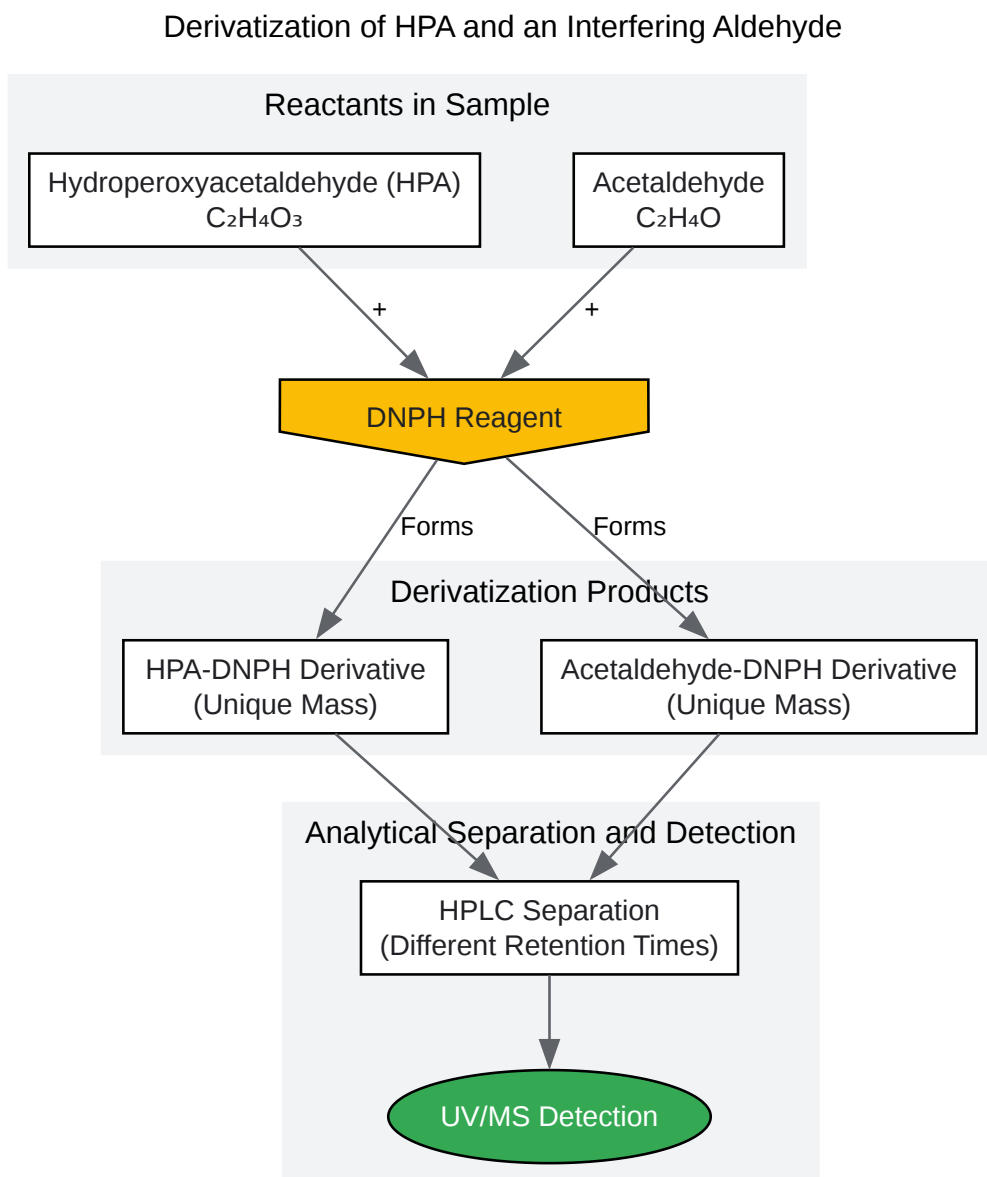 Derivatization of HPA and an Interfering Aldehyde
Reactants in Sample
Hydroperoxyacetaldehyde (HPA)
C₂H₄O₃
Acetaldehyde
C₂H₄O
+
+
DNPH Reagent
Forms
Forms
Derivatization Products
HPA-DNPH Derivative
(Unique Mass)
Acetaldehyde-DNPH Derivative
(Unique Mass)
Analytical Separation and Detection
HPLC Separation
(Different Retention Times)
UV/MS Detection